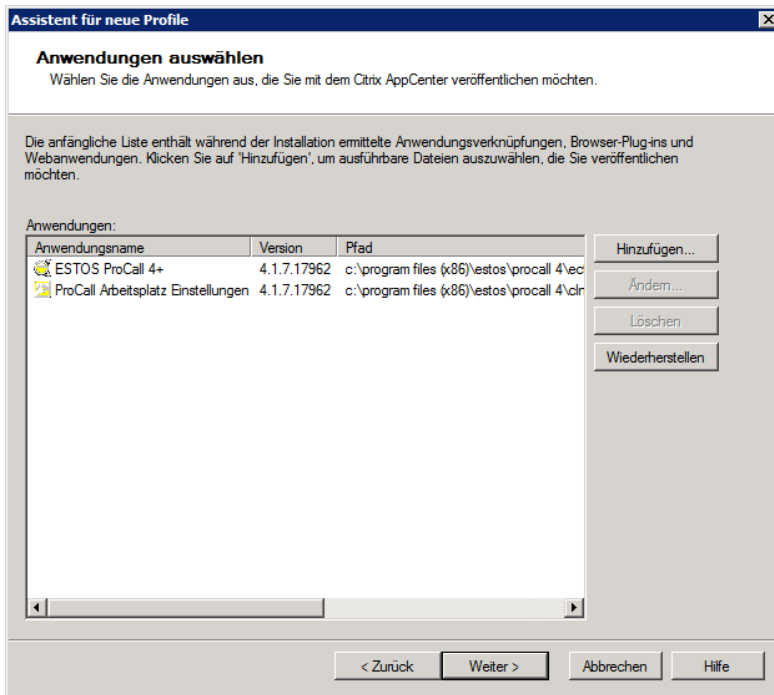 Assistent für neue Profile
Anwendungen auswählen
Wählen Sie die Anwendungen aus, die Sie mit dem Citrix AppCenter veröffentlichen möchten.
Die anfängliche Liste enthält während der Installation ermittelte Anwendungsverknüpfungen, Browser-Plug-ins und
Webanwendungen. Klicken Sie auf 'Hinzufügen', um ausführbare Dateien auszuwählen, die Sie veröffentlichen
möchten.
Anwendungen:
Anwendungsname Version Pfad
ESTOS ProCall 4+ 4.1.7.17962 c:\program files (x86)\estos\procall 4\ect
ProCall Arbeitsplatz Einstellungen 4.1.7.17962 c:\program files (x86)\estos\procall 4\cln
Hinzufügen...
Ändern...
Löschen
Wiederherstellen
< Zurück Weiter > Abbrechen Hilfe